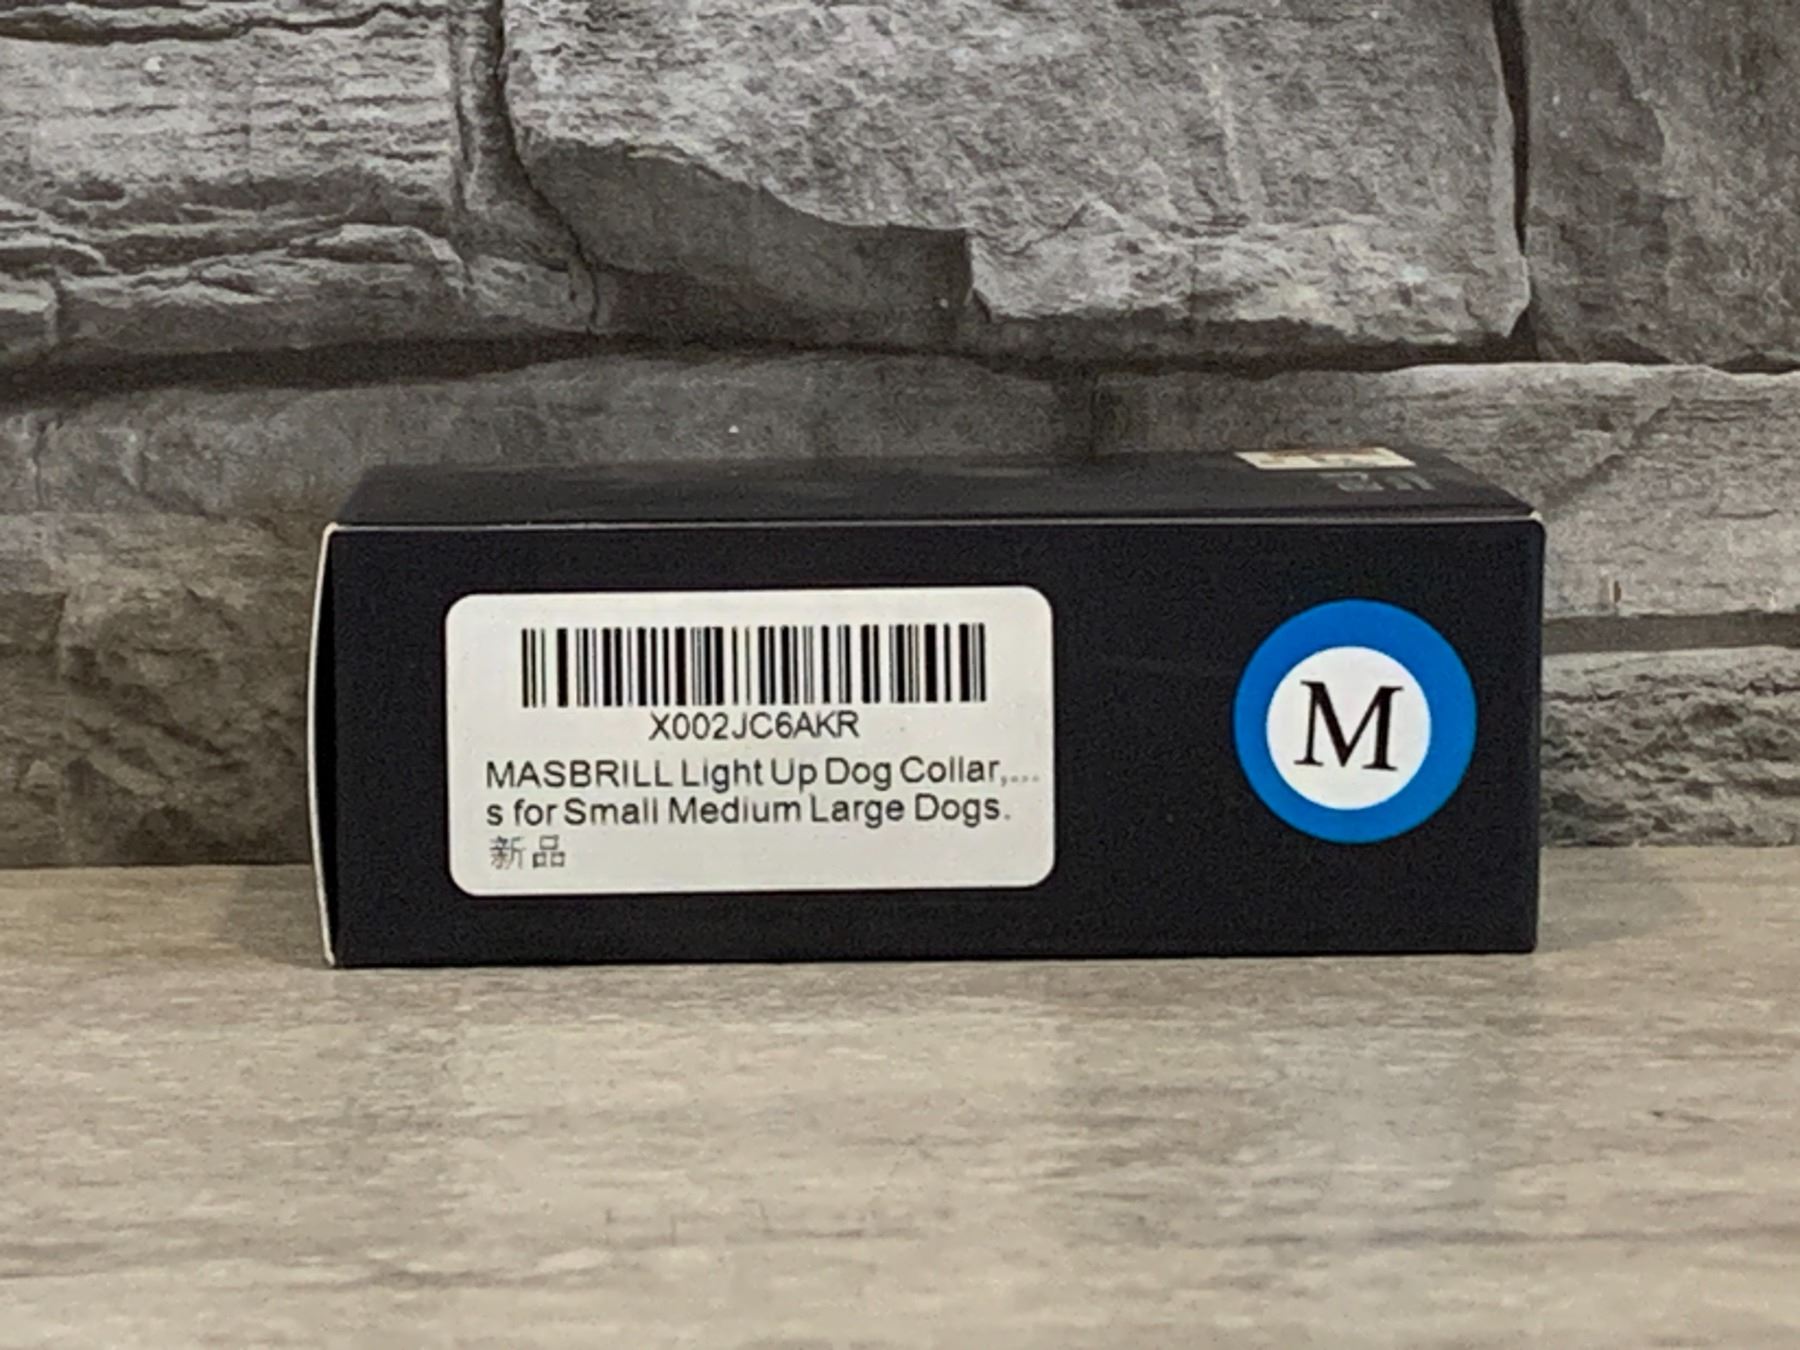 X002JC6AKR
MASBRILL Light Up Dog Collar,...
s for Small Medium Large Dogs.
新品
M